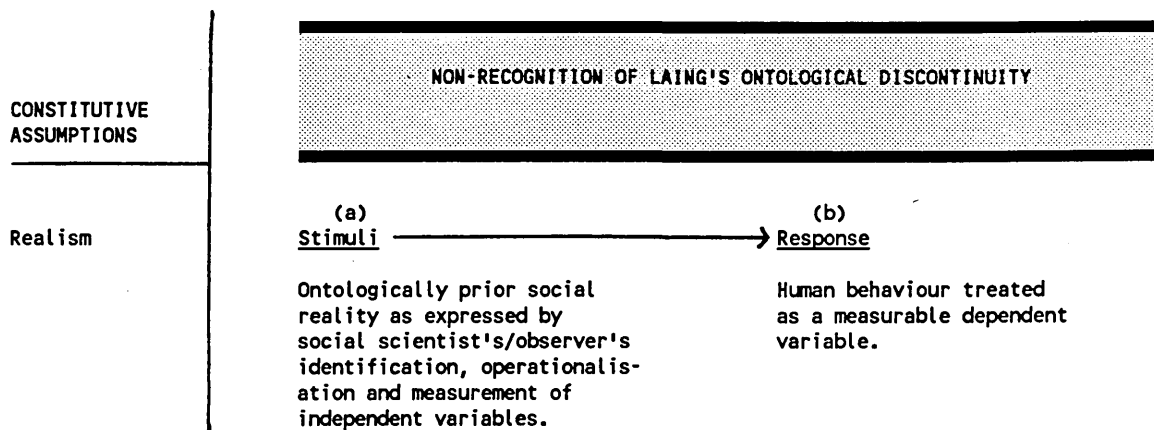 NON-RECOGNITION OF LAING'S ONTOLOGICAL DISCONTINUITY
CONSTITUTIVE
ASSUMPTIONS
Realism
(a)
Stimuli
Ontologically prior social
reality as expressed by
social scientist's/observer's
identification, operationalis-
ation and measurement of
independent variables.
(b)
Response
Human behaviour treated
as a measurable dependent
variable.